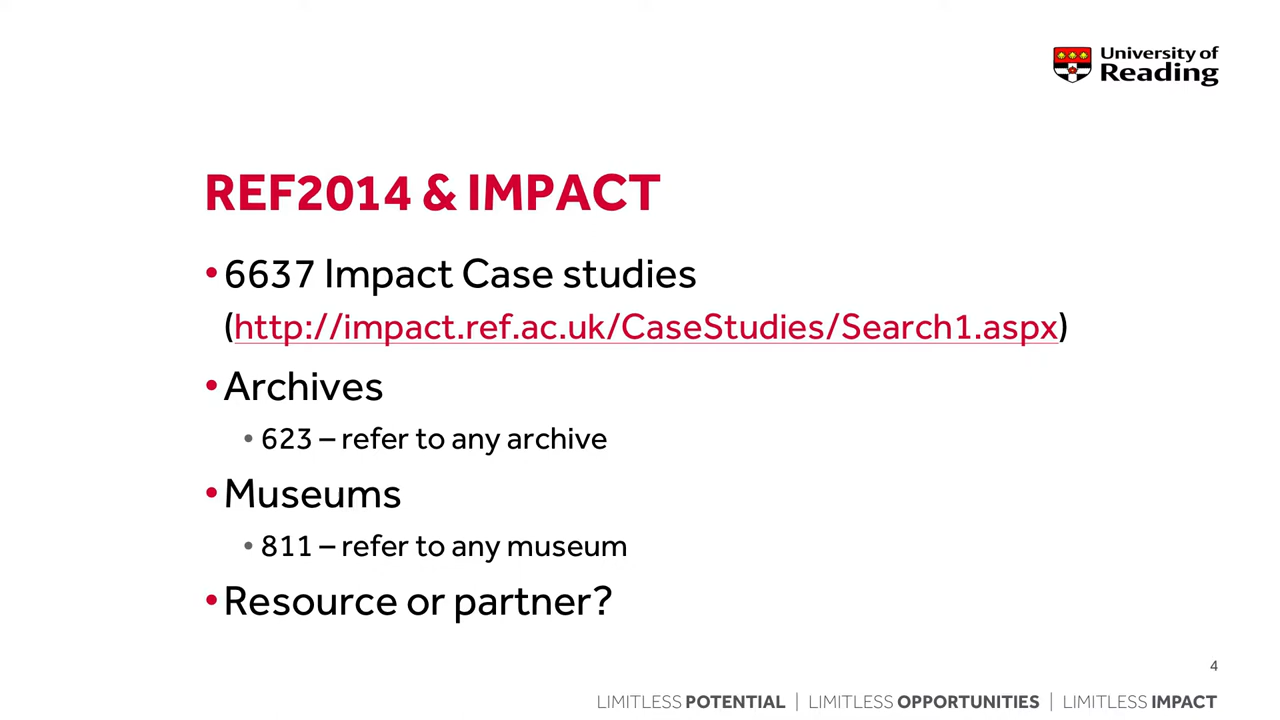 University of
Reading
REF2014 & IMPACT
•6637 Impact Case studies
(http://impact.ref.ac.uk/CaseStudies/Search1.aspx)
•Archives
•623 – refer to any archive
•Museums
•811 – refer to any museum
•Resource or partner?
4
LIMITLESS POTENTIAL | LIMITLESS OPPORTUNITIES | LIMITLESS IMPACT